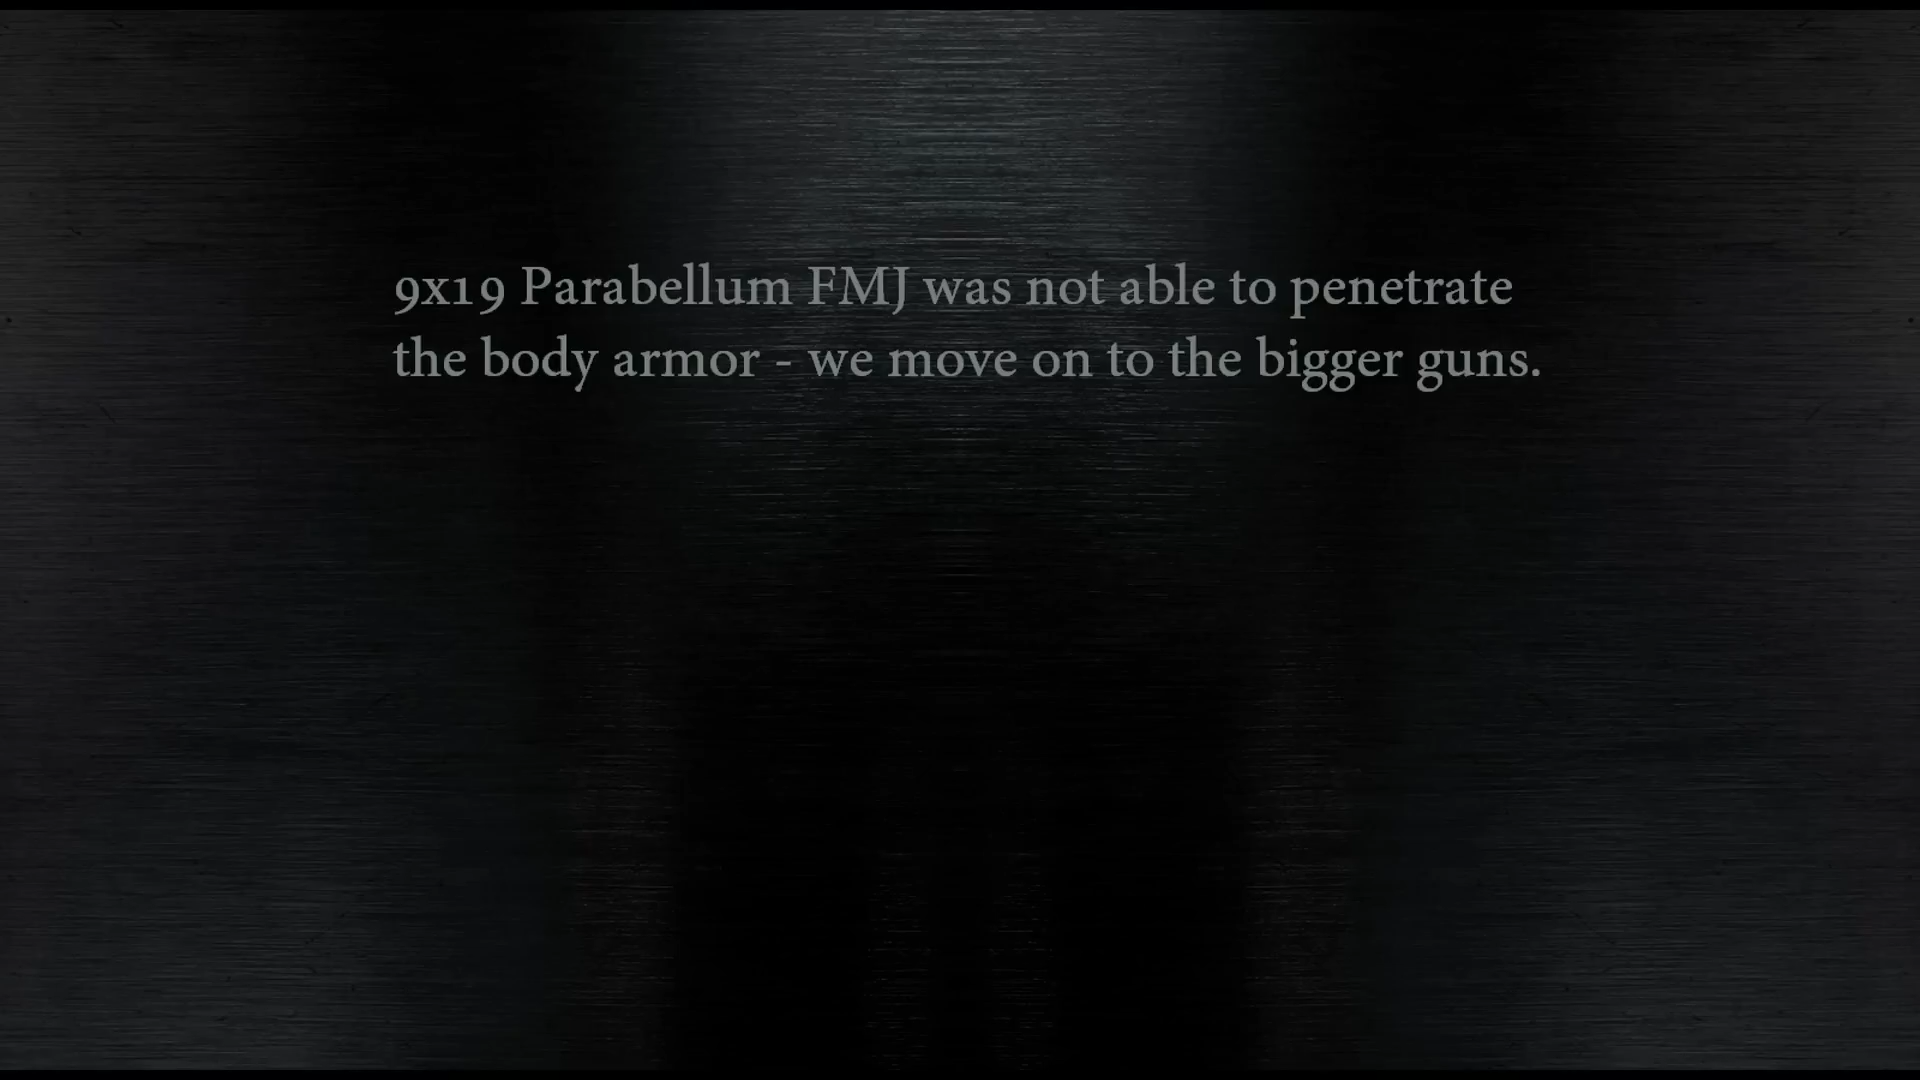 9x19 Parabellum FMJ was not able to penetrate
the body armor - we move on to the bigger guns.